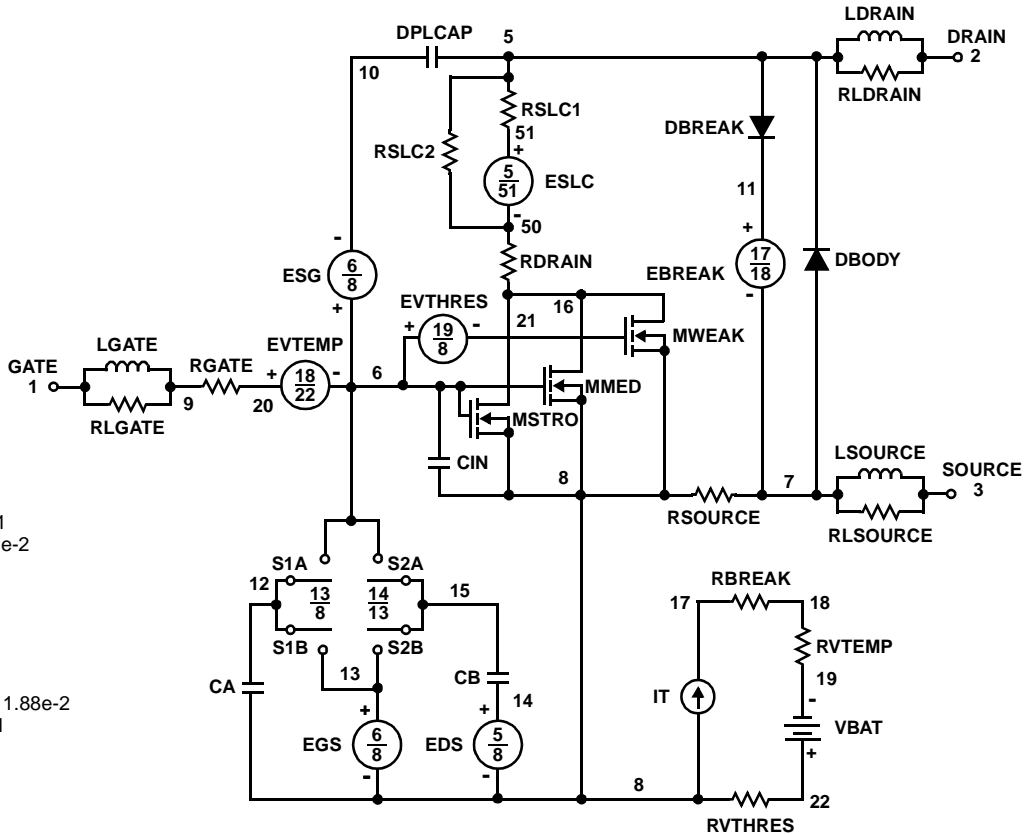 LDRAIN
DPLCAP
5
DRAIN
2
10
RLDRAIN
RSLC1
51
DBREAK
RSLC2
+
5
51
ESLC
11
-
50
-
+
17
18
EBREAK
-
DBODY
RDRAIN
6
8
ESG
+
EVTHRES
16
21
+
19
8
-
MWEAK
LGATE
EVTEMP
GATE
1
RGATE
+
18
22
-
6
MMED
9
20
RLGATE
MSTRO
LSOURCE
CIN
8
7
SOURCE
3
RSOURCE
RLSOURCE
e-2
S1A
S2A
12
13
8
14
13
15
RBREAK
17
18
S1B
S2B
RVTEMP
13
CB
19
CA
14
IT
-
1.88e-2
+
+
VBAT
EGS
6
8
EDS
5
8
+
-
-
8
22
RVTHRES